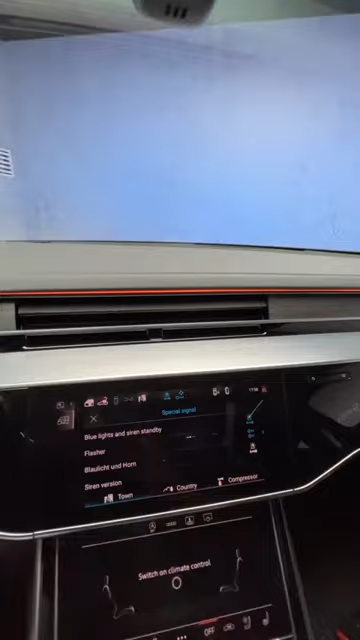 Special signal
Blue lights and siren standby
Flasher
Blaulicht und Horn
Siren version
Town Country Compressor
Switch on climate control
OFF